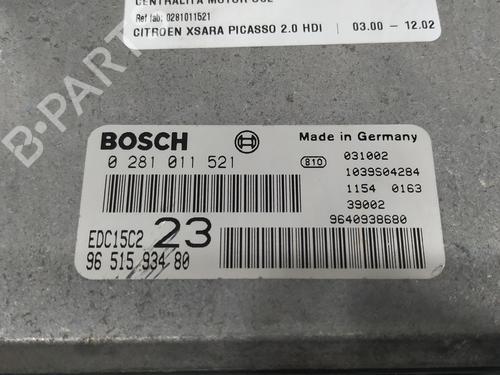 CENTRALITA MOTOR UCE
Ref fab: 0281011521
CITROEN XSARA PICASSO 2.0 HDI | 03.00 - 12.02
BOSCH
Made in Germany
0 281 011 521
810
031002
1039S04284
1154 0163
39002
9640938680
EDC15C2 23
96 515 934 80